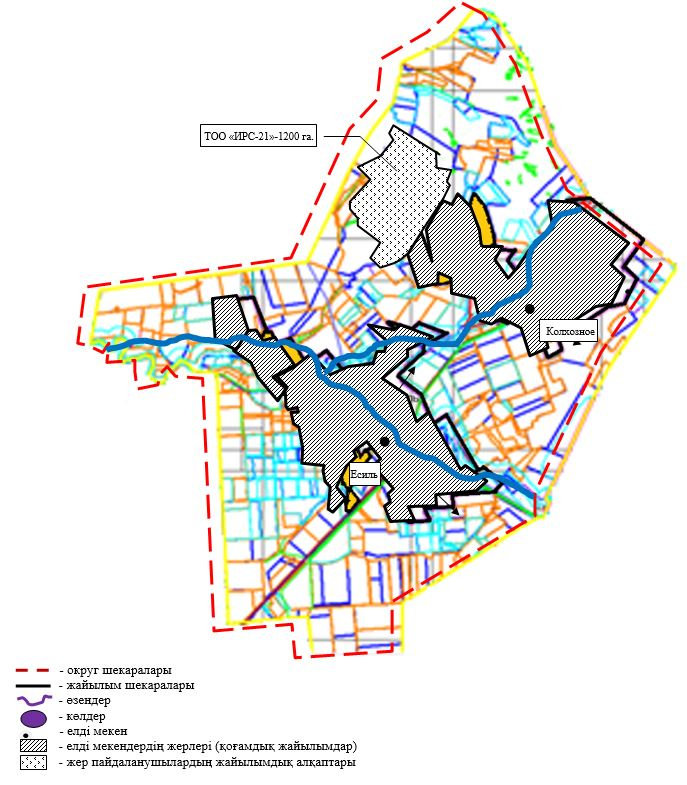 ТОО «ИРС-21»-1200 га.
Колхозное
Есиль
- округ шекаралары
- жайылым шекаралары
- өзендер
- көлдер
- елді мекен
- елді мекендердің жерлері (қоғамдық жайылымдар)
- жер пайдаланушылардың жайылымдық алқаптары